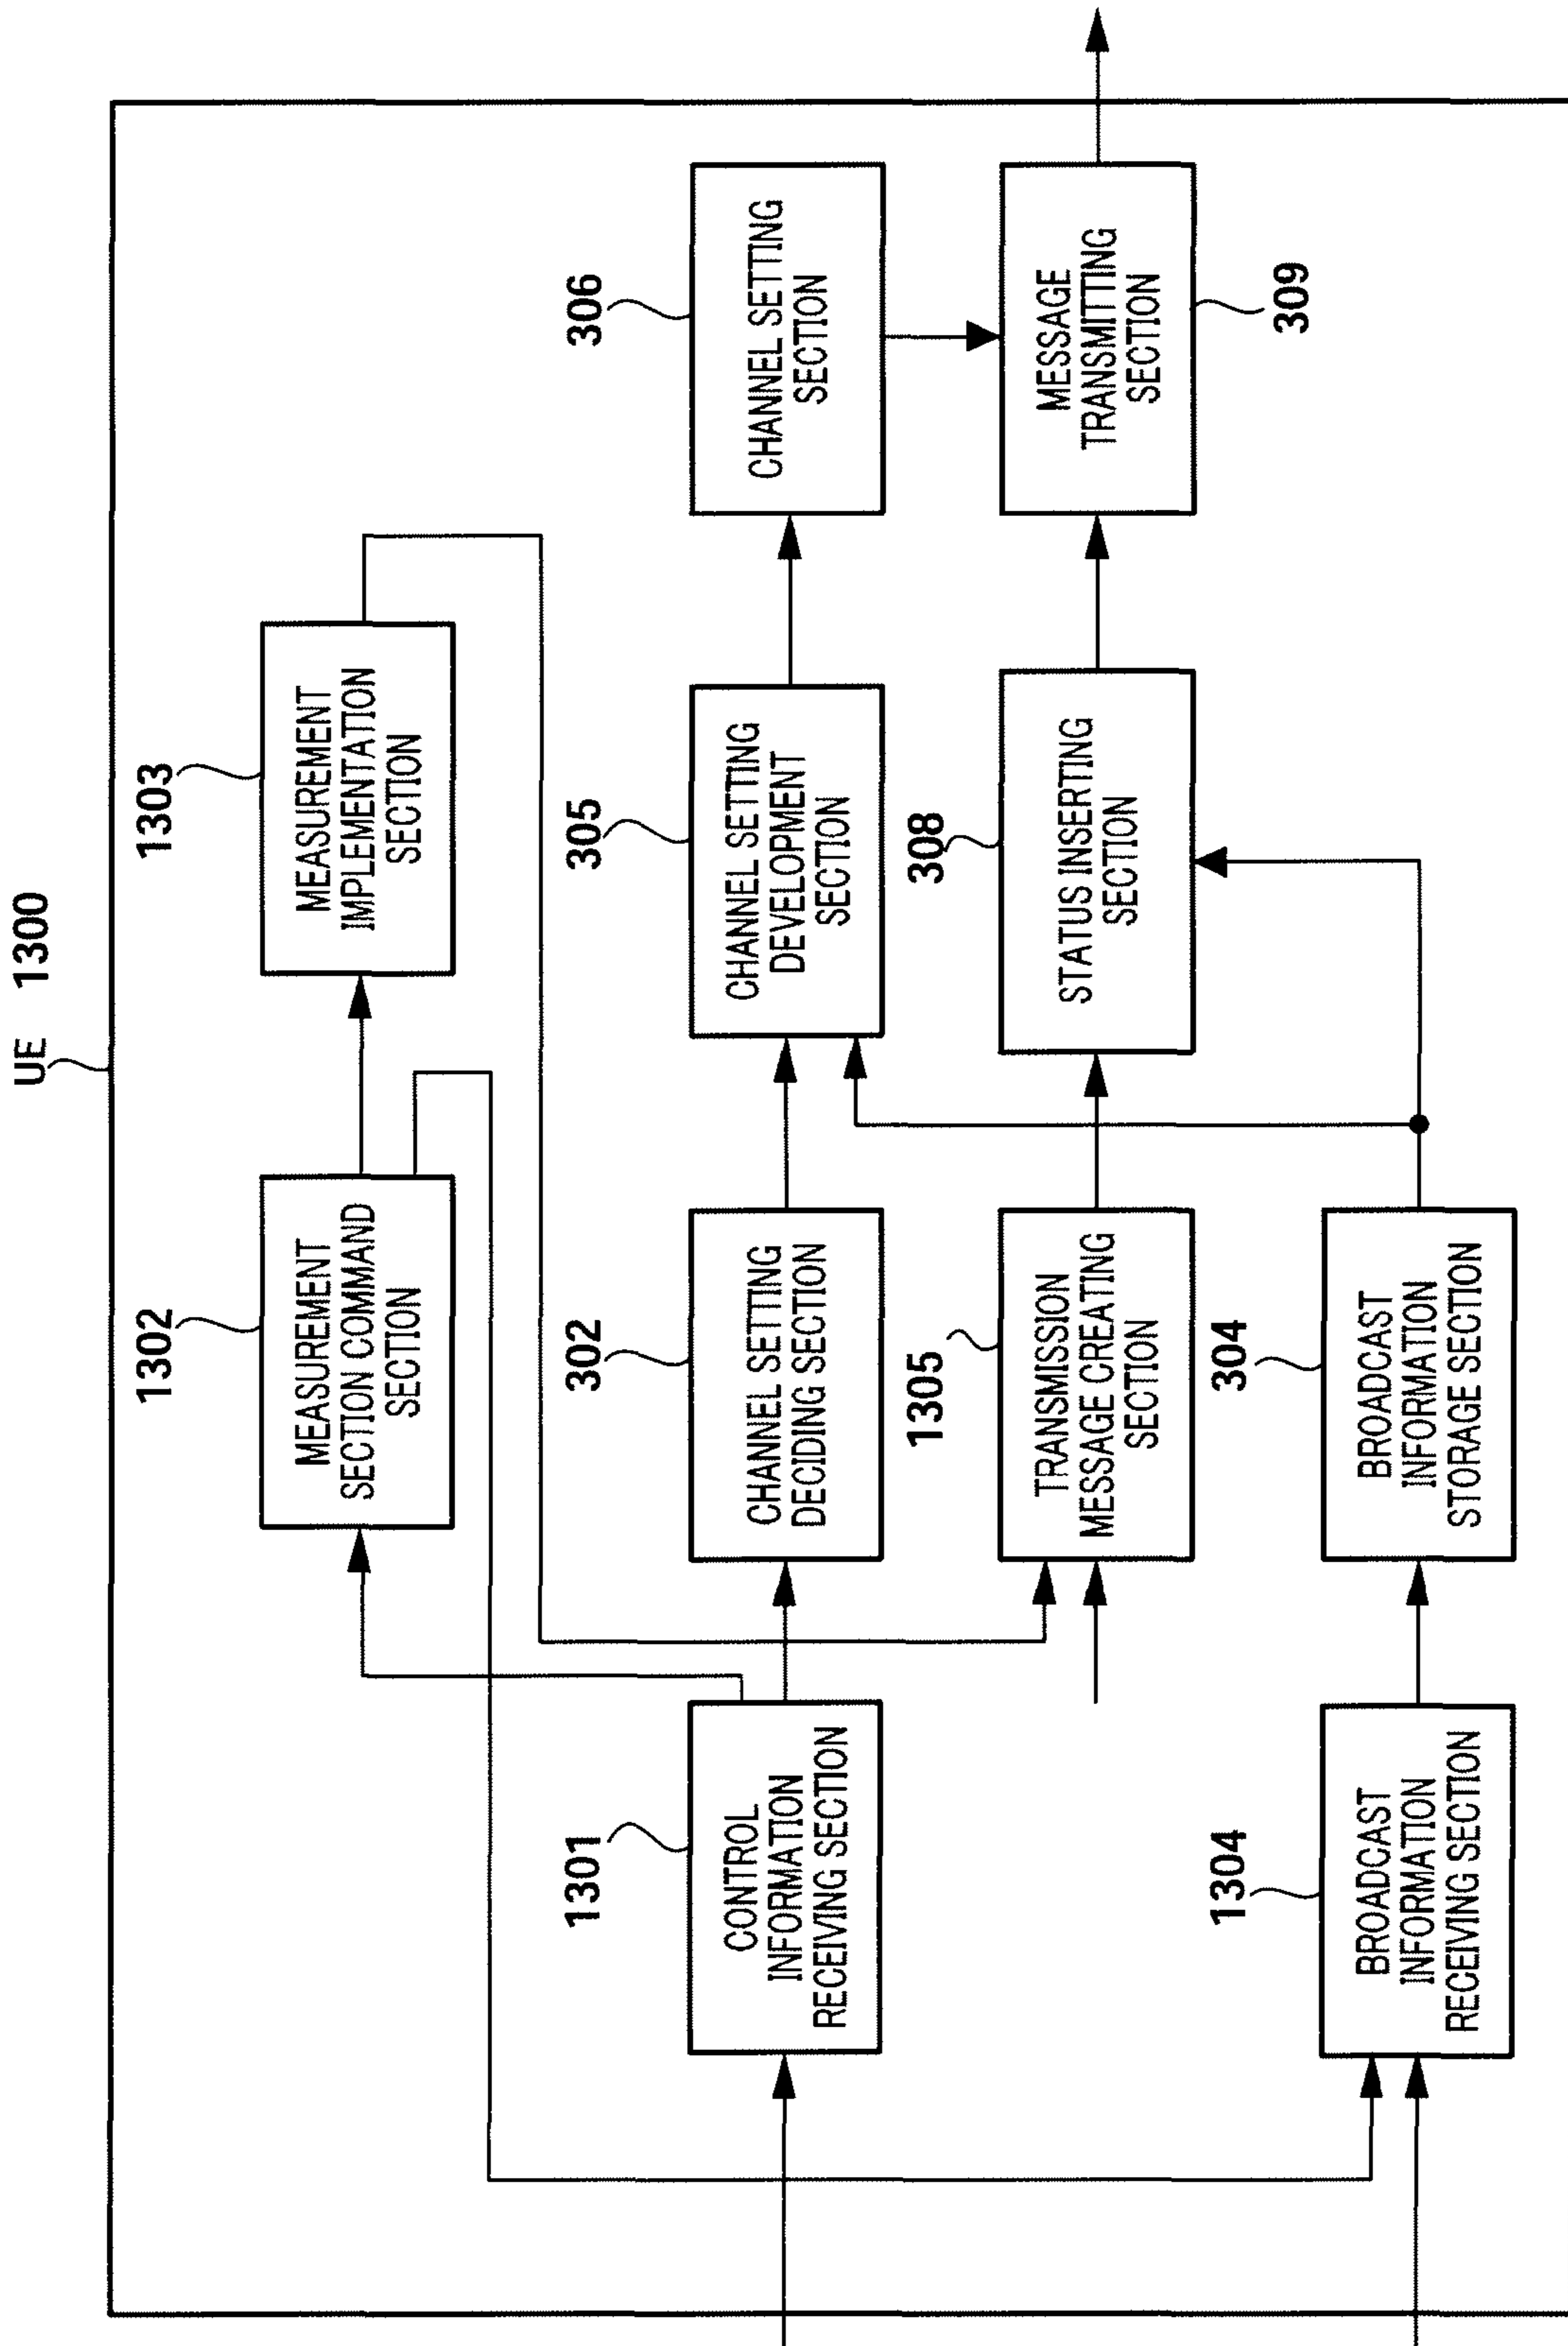 UE 1300
1302
MEASUREMENT
SECTION COMMAND
SECTION
1303
MEASUREMENT
IMPLEMENTATION
SECTION
1301
CONTROL
INFORMATION
RECEIVING SECTION
302
CHANNEL SETTING
DECIDING SECTION
305
CHANNEL SETTING
DEVELOPMENT
SECTION
306
CHANNEL SETTING
SECTION
1305
TRANSMISSION
MESSAGE CREATING
SECTION
308
STATUS INSERTING
SECTION
MESSAGE
TRANSMITTING
SECTION
309
1304
BROADCAST
INFORMATION
RECEIVING SECTION
304
BROADCAST
INFORMATION
STORAGE SECTION